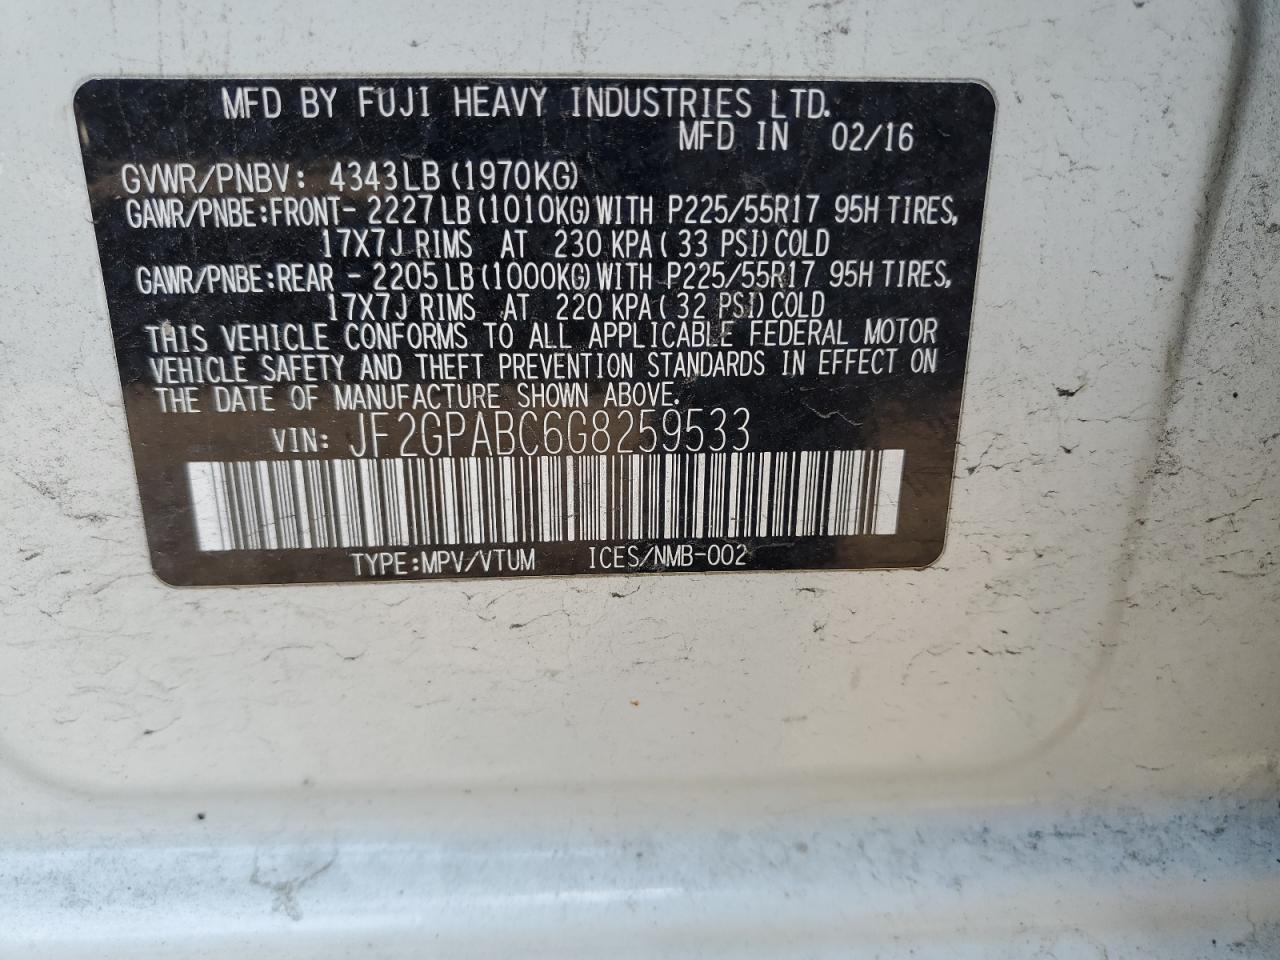 MFD BY FUJI HEAVY INDUSTRIES LTD.
MFD IN 02/16
GVWR/PNBV: 4343LB(1970KG)
GAWR/PNBE:FRONT- 2227LB(1010KG)WITH P225/55R17 95H TIRES,
17X7J RIMS AT 230 KPA( 33 PSI)COLD
GAWR/PNBE:REAR - 2205LB(1000KG)WITH P225/55R17 95H TIRES,
17X7J RIMS AT 220 KPA( 32 PSI)COLD
THIS VEHICLE CONFORMS TO ALL APPLICABLE FEDERAL MOTOR
VEHICLE SAFETY AND THEFT PREVENTION STANDARDS IN EFFECT ON
THE DATE OF MANUFACTURE SHOWN ABOVE.
VIN: JF2GPABC6G8259533
TYPE:MPV/VTUM ICES/NMB-002